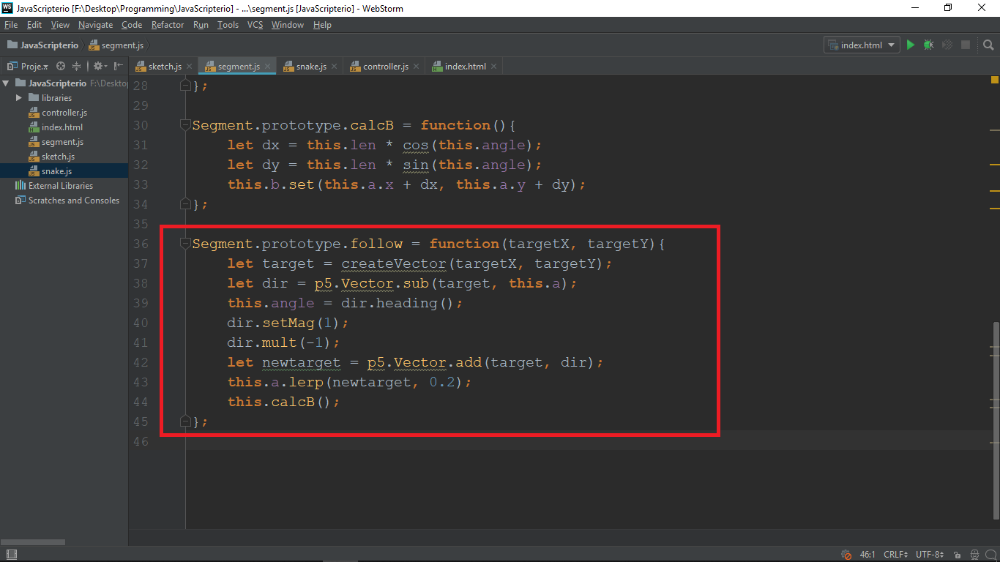 JavaScripterio [F:\Desktop\Programming\JavaScripterio] - ...\segment.js [JavaScripterio] - WebStorm
File Edit View Navigate Code Refactor Run Tools VCS Window Help
JavaScripterio segment.js index.html
Proje.. sketch.js segment.js snake.js controller.js index.html
JavaScripterio F:\Deskto
libraries
controller.js
index.html
segment.js
sketch.js
snake.js
External Libraries
Scratches and Consoles
28 };
29
30 Segment.prototype.calcB = function(){
31 let dx = this.len * cos(this.angle);
32 let dy = this.len * sin(this.angle);
33 this.b.set(this.a.x + dx, this.a.y + dy);
34 };
35
36 Segment.prototype.follow = function(targetX, targetY){
37 let target = createVector(targetX, targetY);
38 let dir = p5.Vector.sub(target, this.a);
39 this.angle = dir.heading();
40 dir.setMag(1);
41 dir.mult(-1);
42 let newtarget = p5.Vector.add(target, dir);
43 this.a.lerp(newtarget, 0.2);
44 this.calcB();
45 };
46
46:1 CRLF UTF-8